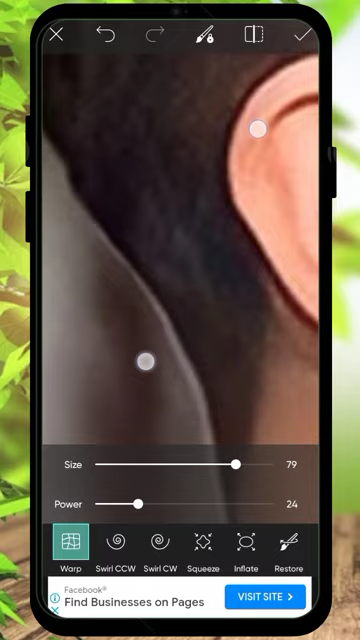 Size 79
Power 24
Warp Swirl CCW Swirl CW Squeeze Inflate Restore
Facebook®
Find Businesses on Pages
VISIT SITE